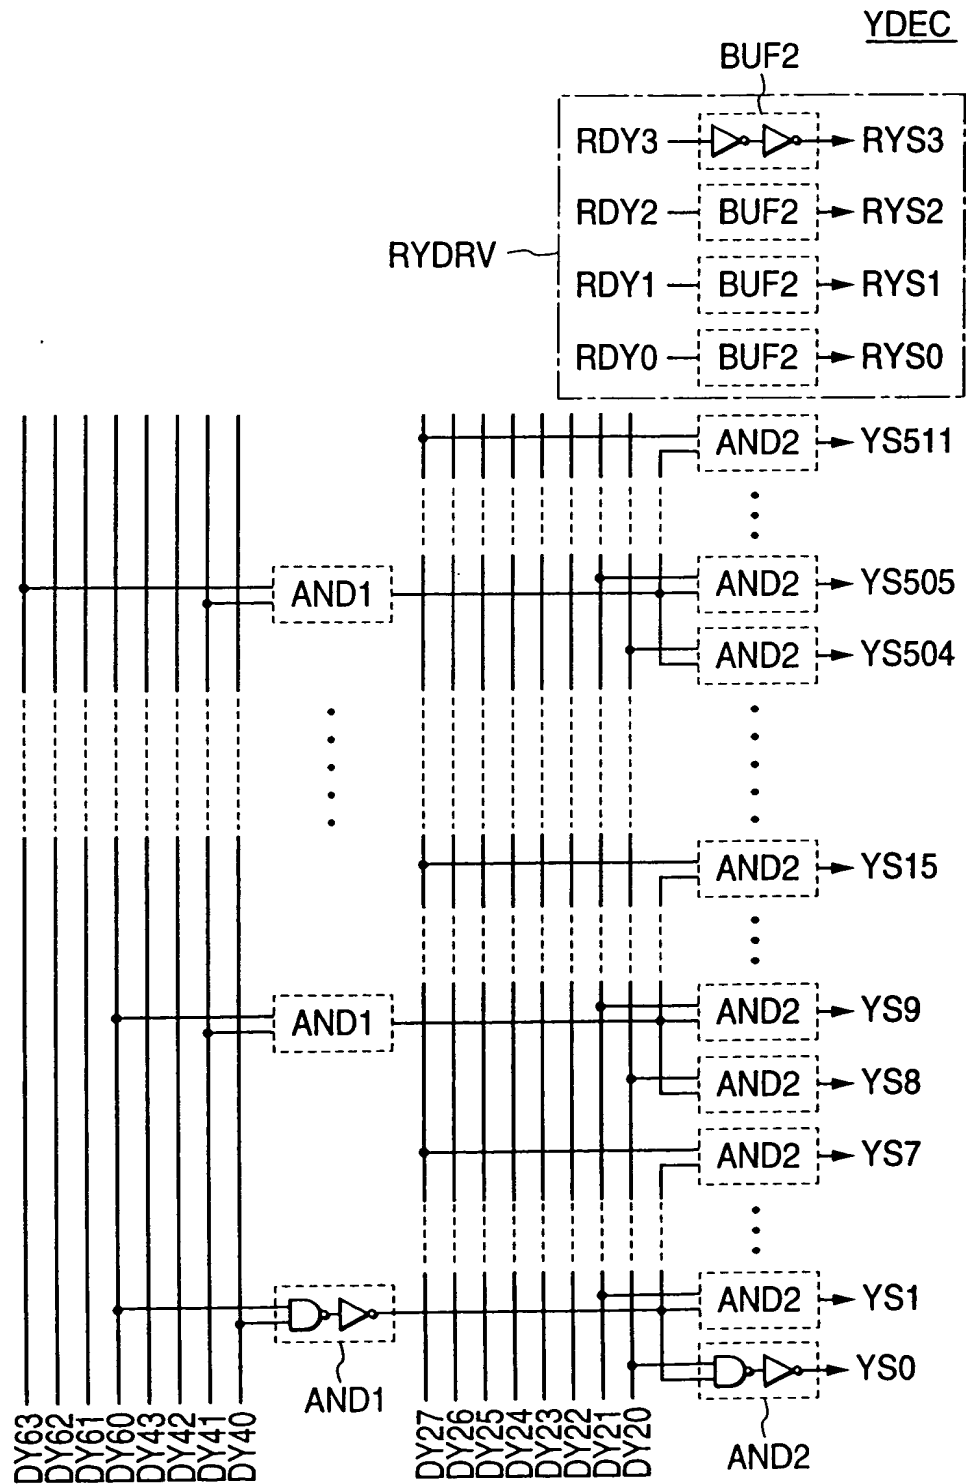 YDEC
BUF2
RDY3 RYS3
RDY2 BUF2 RYS2
RYDRV
RDY1 BUF2 RYS1
RDY0 BUF2 RYS0
AND2 YS511
AND1 AND2 YS505
AND2 YS504
AND2 YS15
AND1 AND2 YS9
AND2 YS8
AND2 YS7
AND2 YS1
YS0
AND1
AND2
DY63 DY62 DY61 DY60 DY43 DY42 DY41 DY40 DY27 DY26 DY25 DY24 DY23 DY22 DY21 DY20